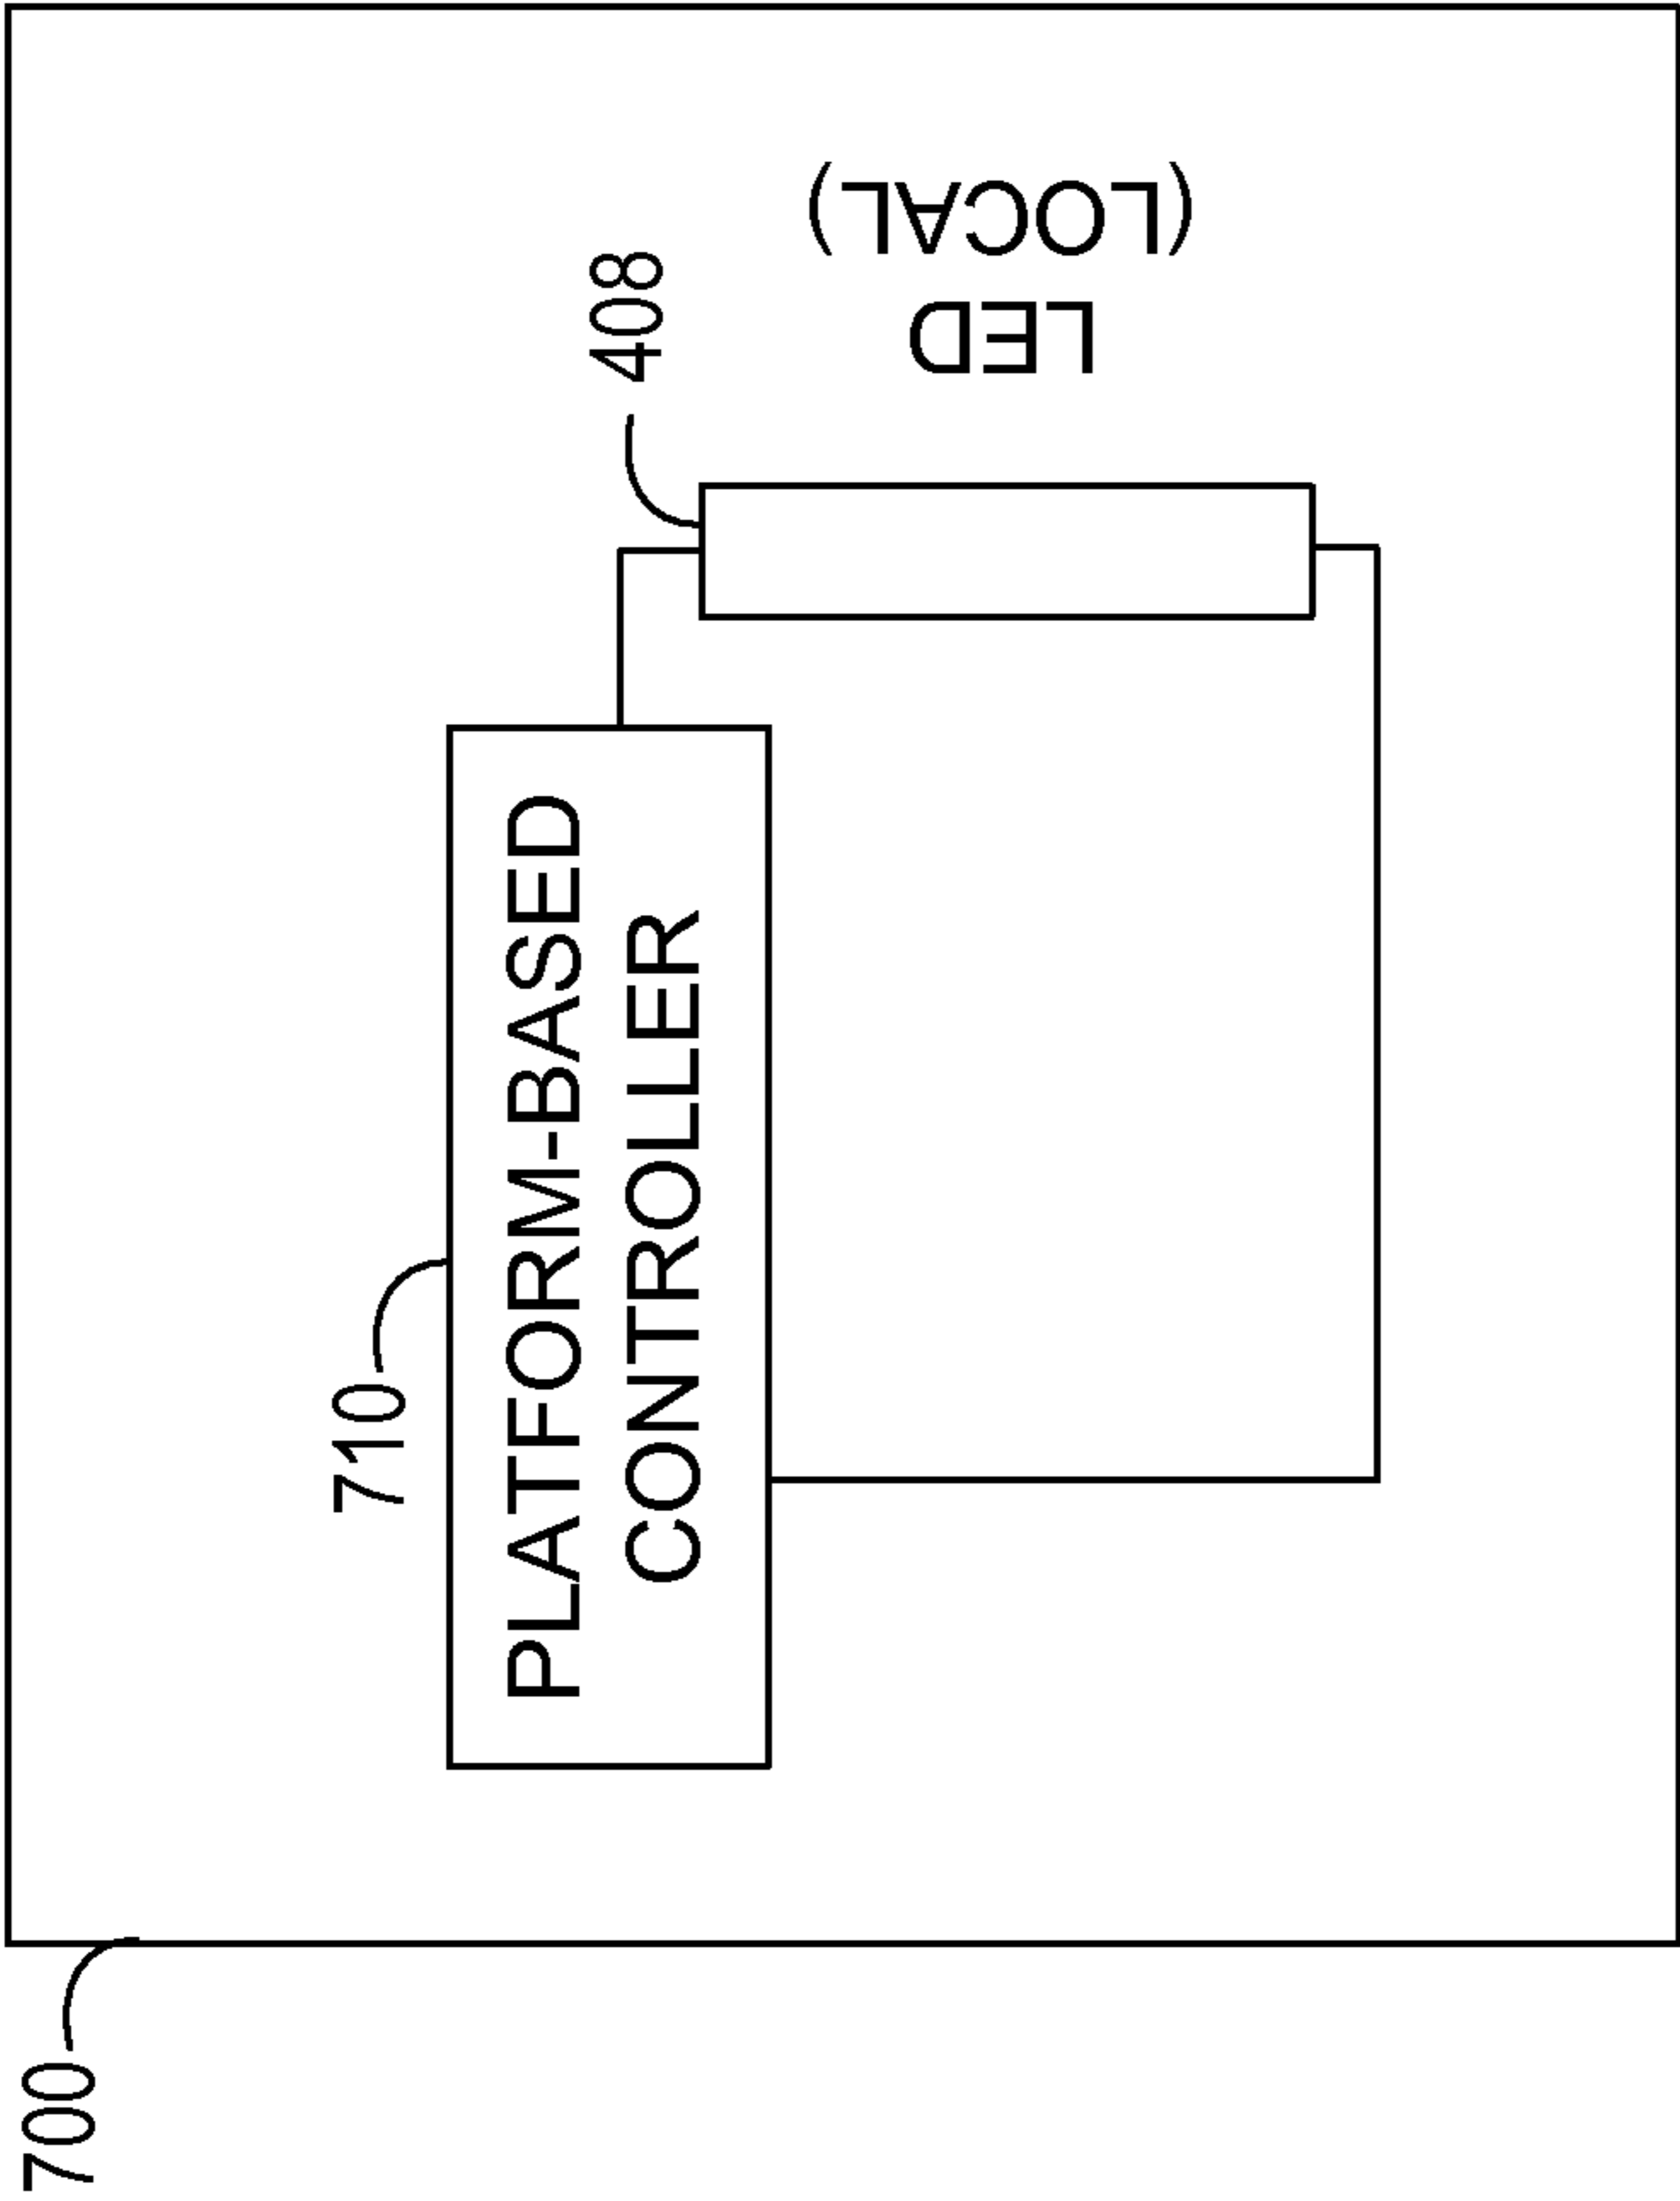 700
710
PLATFORM-BASED
CONTROLLER
408
LED
(LOCAL)